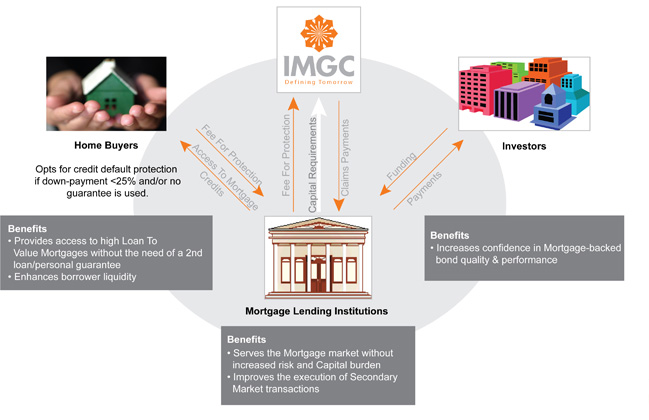 IMGC
Defining Tomorrow
Home Buyers
Opts for credit default protection
if down-payment <25% and/or no
guarantee is used.
Fee For Protection
Access To Mortgage
Credits
Fee For Protection
Capital Requirements
Claims Payments
Funding
Payments
Investors
Benefits
• Provides access to high Loan To
Value Mortgages without the need of a 2nd
loan/personal guarantee
• Enhances borrower liquidity
Benefits
• Increases confidence in Mortgage-backed
bond quality & performance
Mortgage Lending Institutions
Benefits
• Serves the Mortgage market without
increased risk and Capital burden
• Improves the execution of Secondary
Market transactions